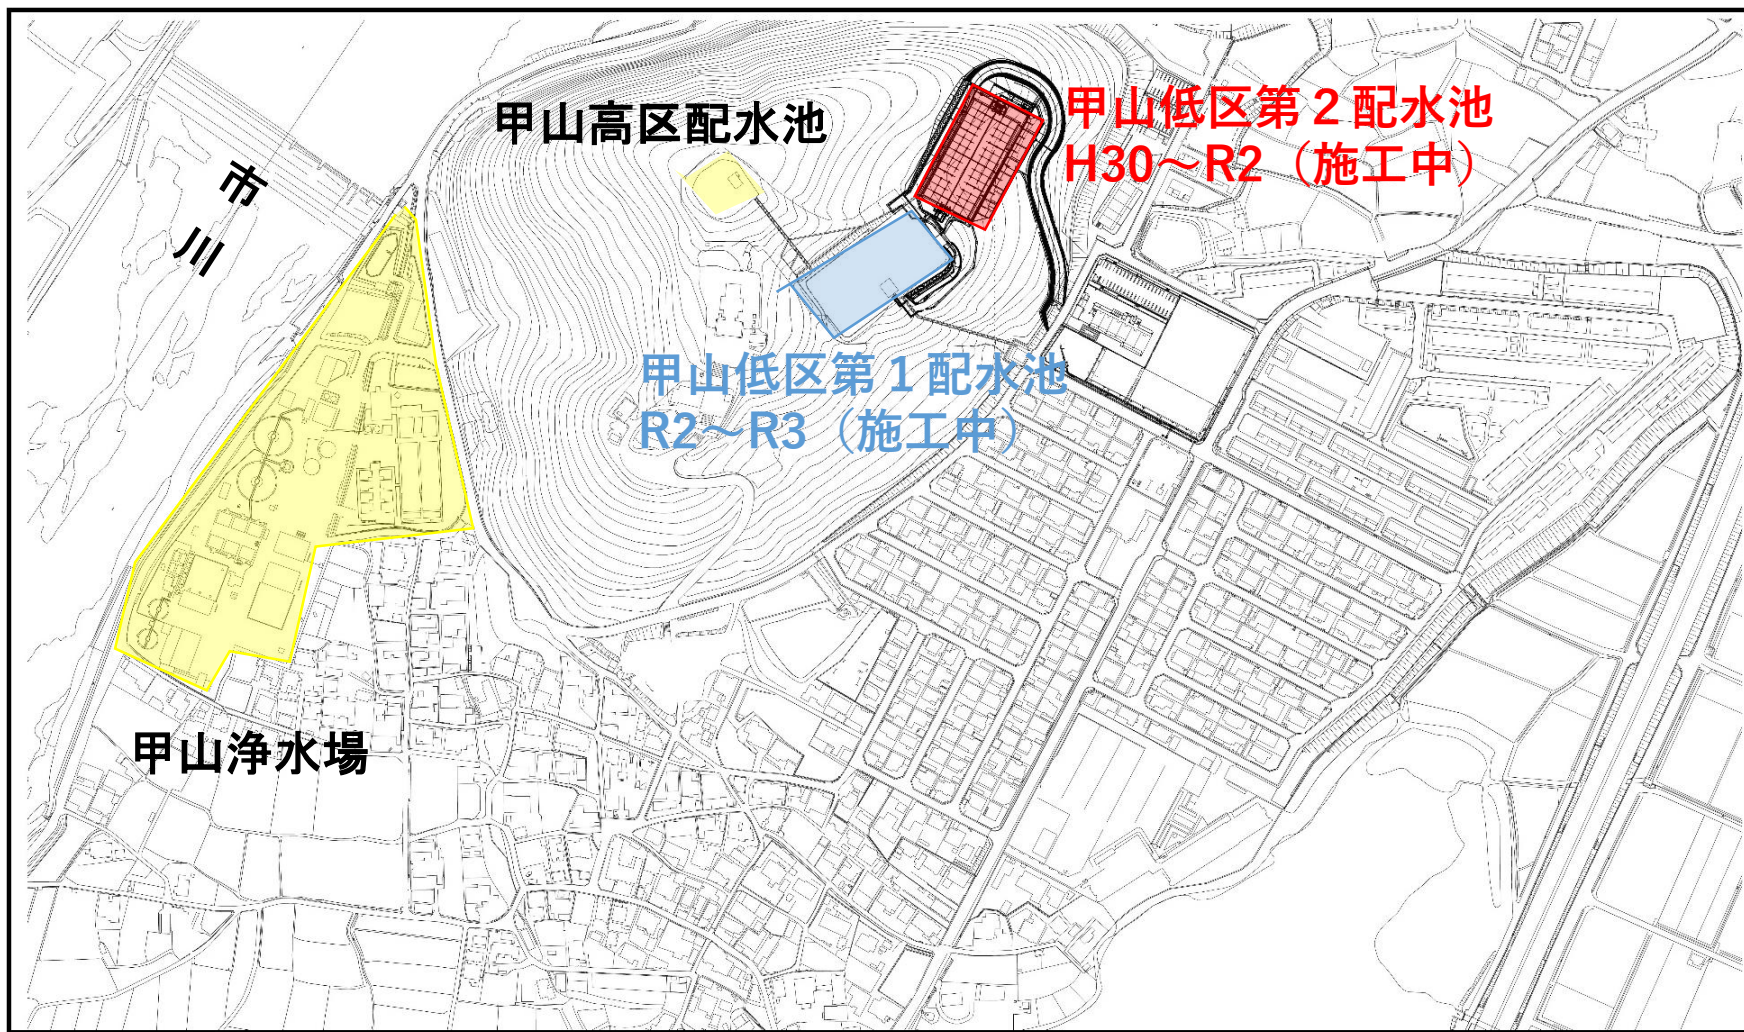 甲山高区配水池
甲山低区第２配水池
H30～R2（施工中）
市川
甲山低区第１配水池
R2～R3（施工中）
甲山浄水場